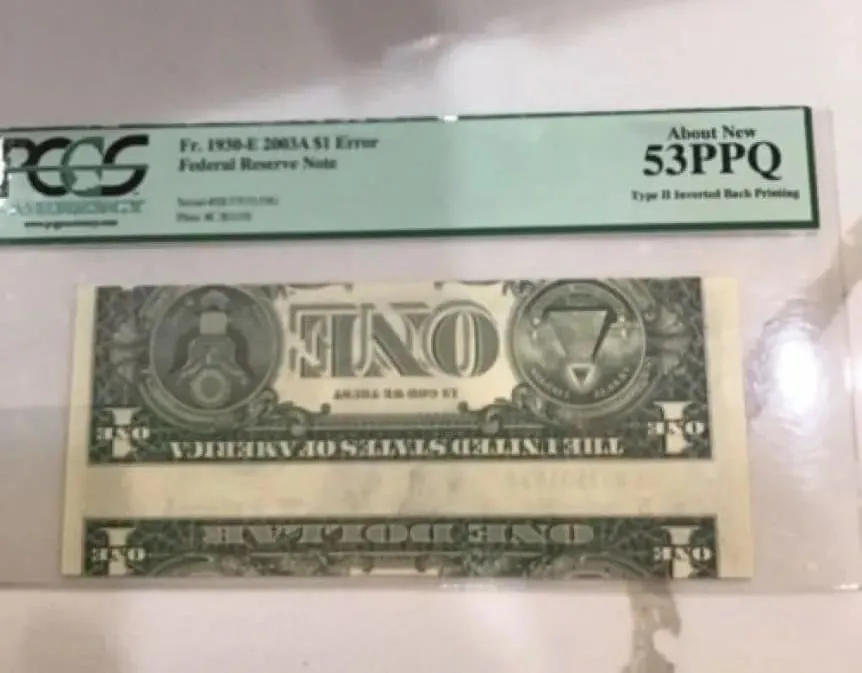 PCGS
CURRENCY
Fr. 1930-E 2003A $1 Error
Federal Reserve Note
About New
53PPQ
Type II Inverted Back Printing
ONE
IN GOD WE TRUST
THE UNITED STATES OF AMERICA
ONE
ONE
ONE DOLLAR
ONE
ONE